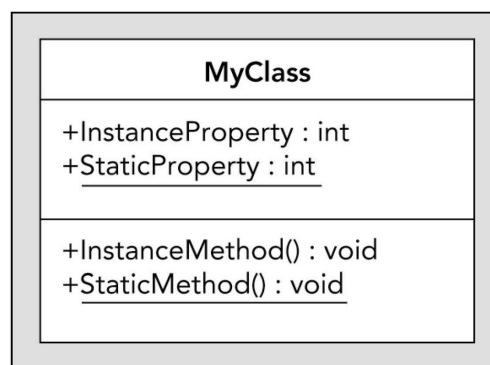 MyClass
+InstanceProperty : int
+StaticProperty : int
+InstanceMethod() : void
+StaticMethod() : void